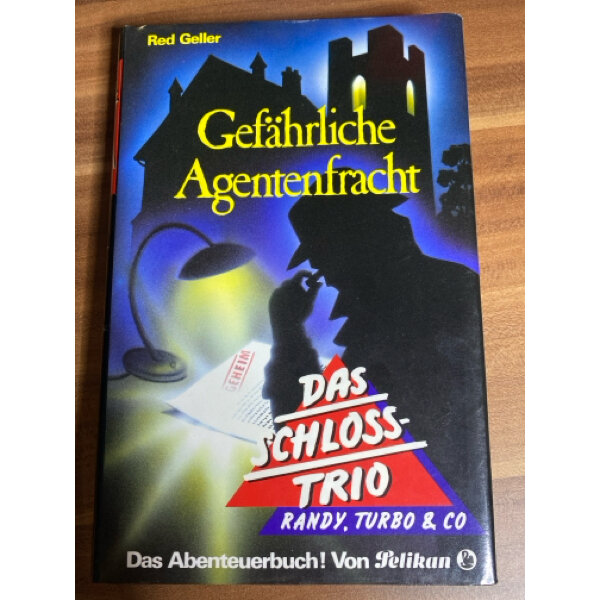 Red Geller
Gefährliche
Agentenfracht
GEHEIM
DAS
SCHLOSS-
TRIO
RANDY, TURBO & CO
Das Abenteuerbuch! Von Pelikan